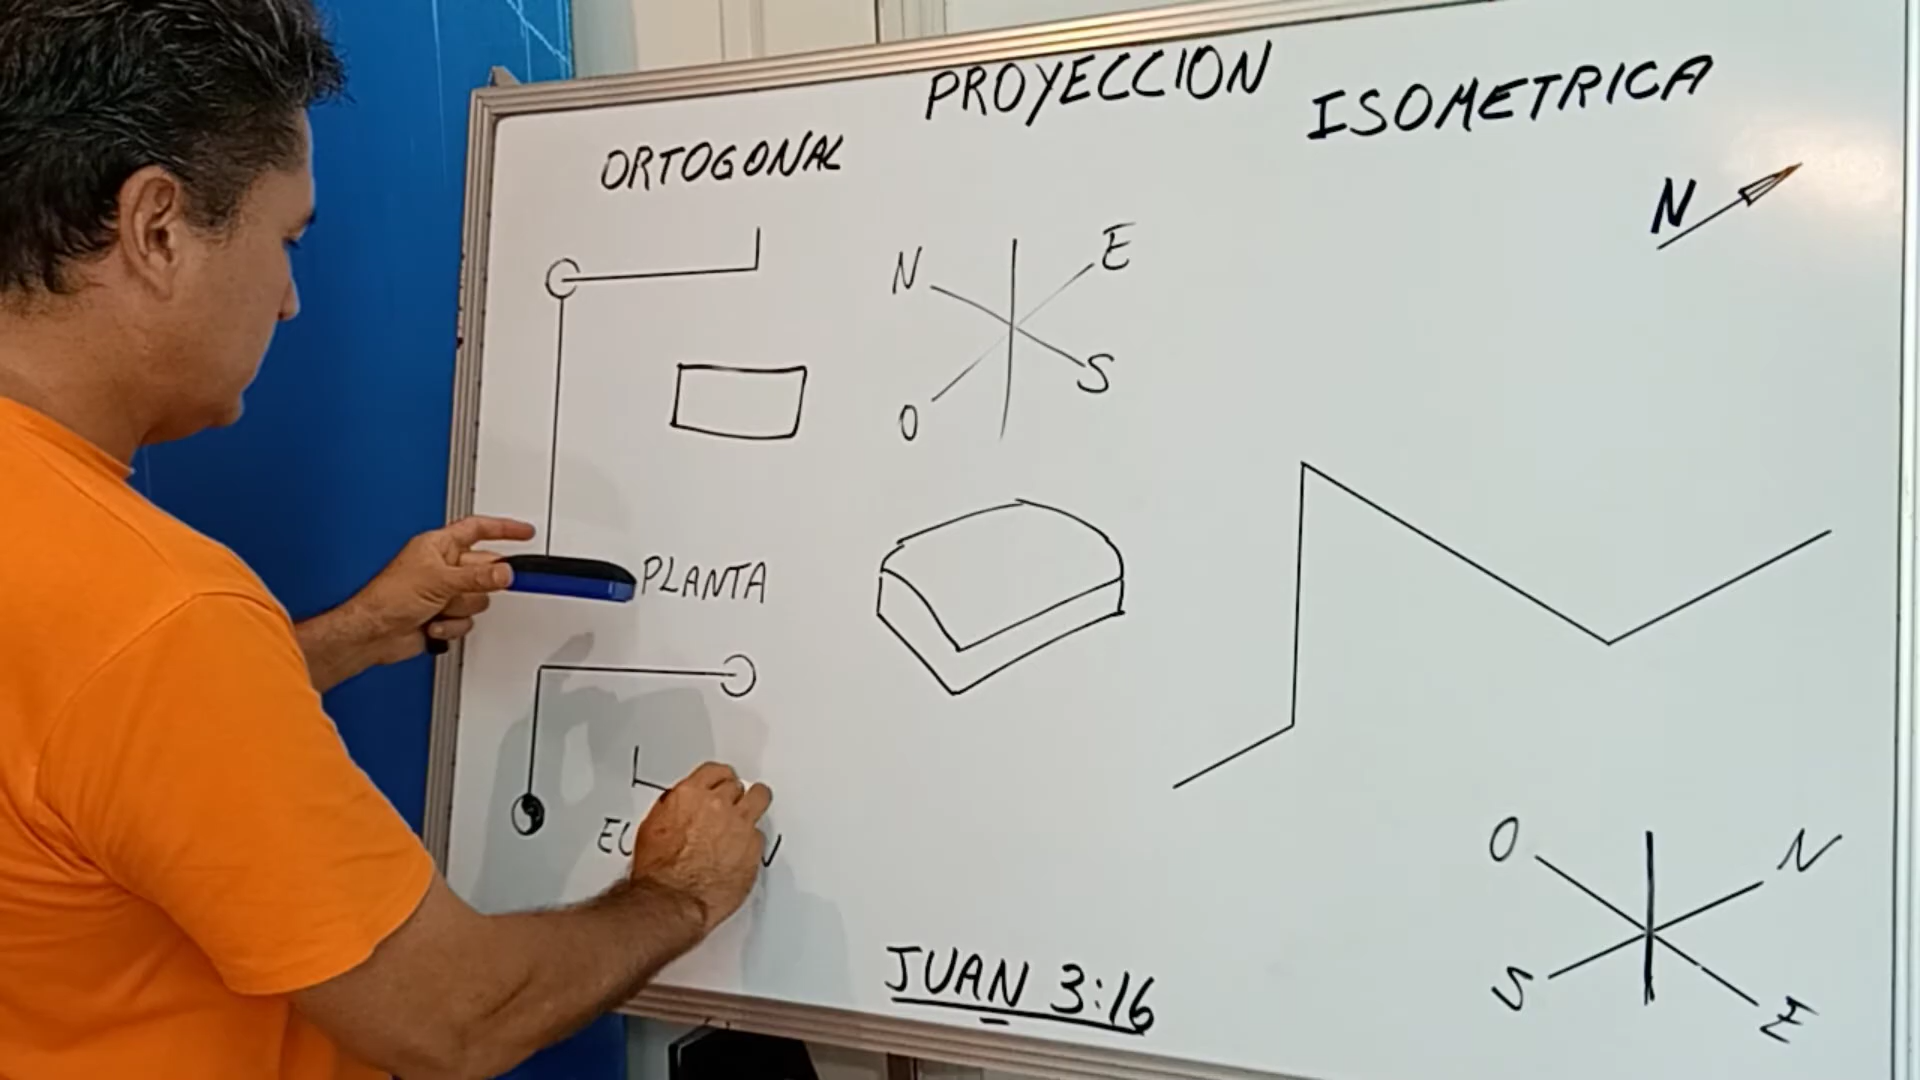 PROYECCION
ISOMETRICA
ORTOGONAL
N
N
E
O
S
PLANTA
O
N
S
E
JUAN 3:16